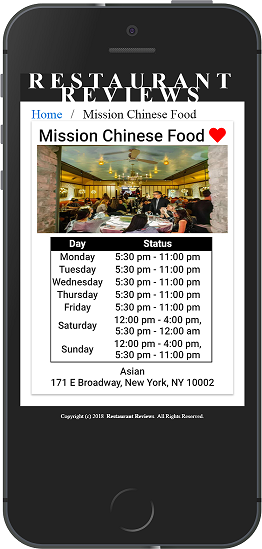 RESTAURANT
REVIEWS
Home / Mission Chinese Food
Mission Chinese Food
Day Status
Monday 5:30 pm - 11:00 pm
Tuesday 5:30 pm - 11:00 pm
Wednesday 5:30 pm - 11:00 pm
Thursday 5:30 pm - 11:00 pm
Friday 5:30 pm - 11:00 pm
Saturday 12:00 pm - 4:00 pm,
5:30 pm - 12:00 am
Sunday 12:00 pm - 4:00 pm,
5:30 pm - 11:00 pm
Asian
171 E Broadway, New York, NY 10002
Copyright (c) 2018 Restaurant Reviews All Rights Reserved.